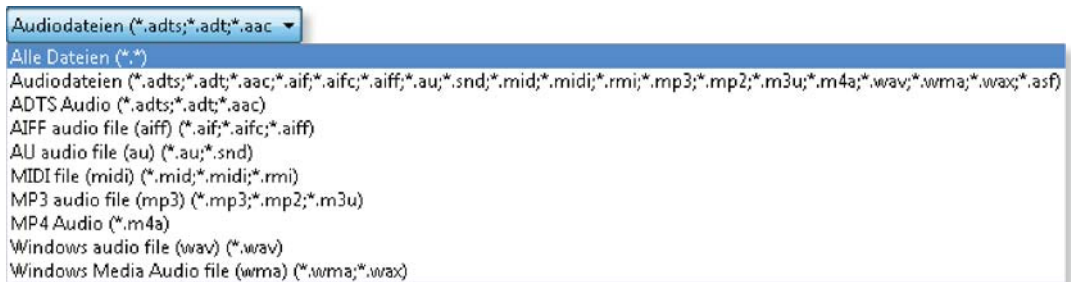 Audiodateien (*.adts;*.adt;*.aac
Alle Dateien (*.*)
Audiodateien (*.adts;*.adt;*.aac;*.aif;*.aifc;*.aiff;*.au;*.snd;*.mid;*.midi;*.rmi;*.mp3;*.mp2;*.m3u;*.m4a;*.wav;*.wma;*.wax;*.asf)
ADTS Audio (*.adts;*.adt;*.aac)
AIFF audio file (aiff) (*.aif;*.aifc;*.aiff)
AU audio file (au) (*.au;*.snd)
MIDI file (midi) (*.mid;*.midi;*.rmi)
MP3 audio file (mp3) (*.mp3;*.mp2;*.m3u)
MP4 Audio (*.m4a)
Windows audio file (wav) (*.wav)
Windows Media Audio file (wma) (*.wma;*.wax)